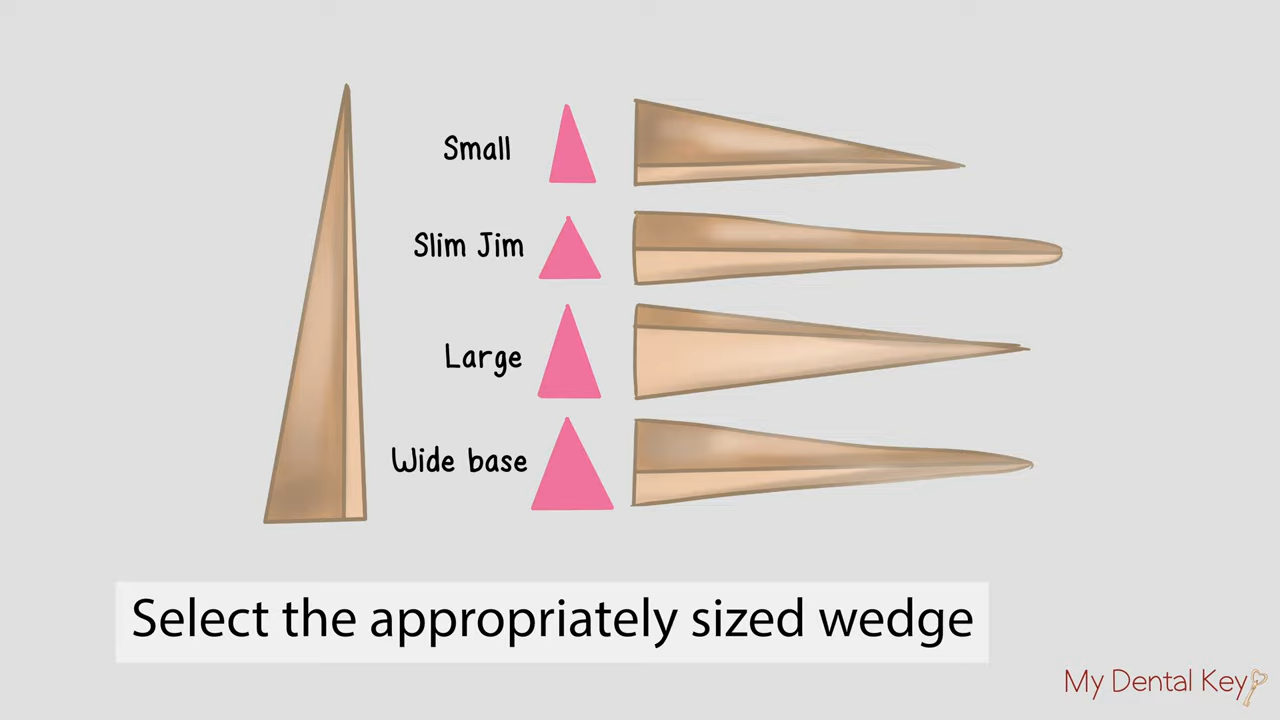 Small
Slim Jim
Large
Wide base
Select the appropriately sized wedge
My Dental Key